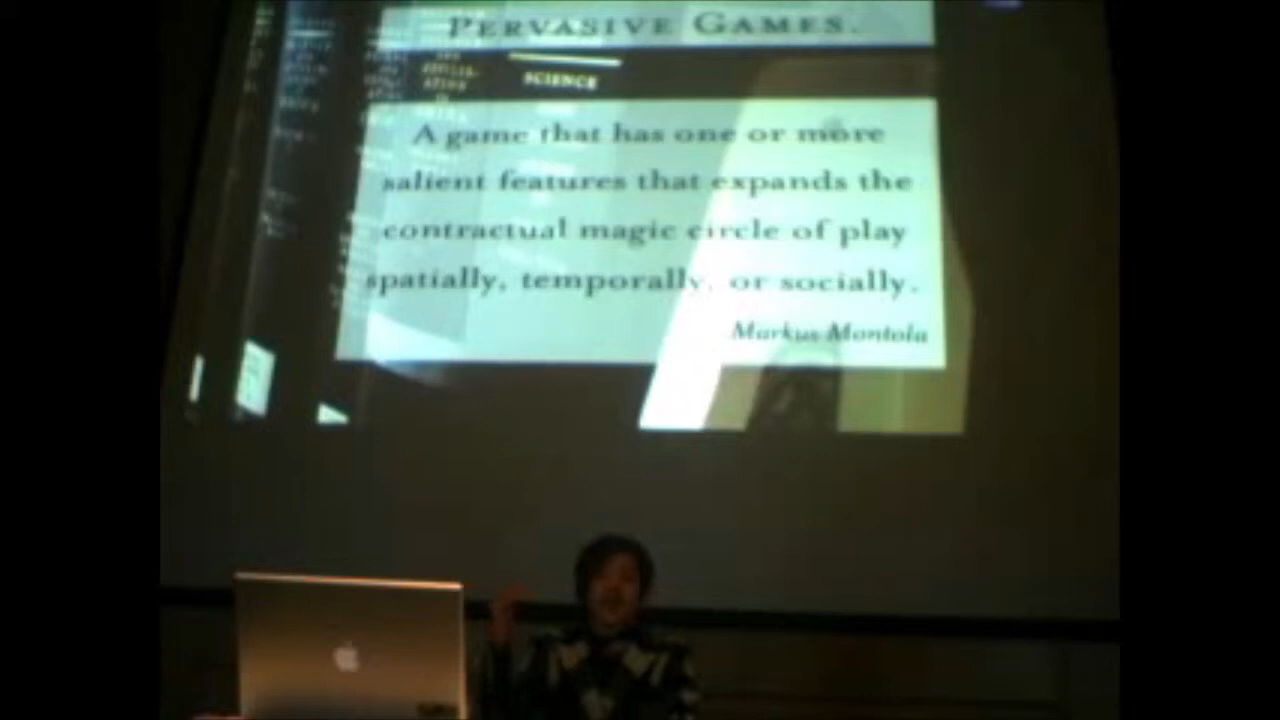 PERVASIVE GAMES.
SCIENCE
A game that has one or more
salient features that expands the
contractual magic circle of play
spatially, temporally, or socially.
Markus Montola